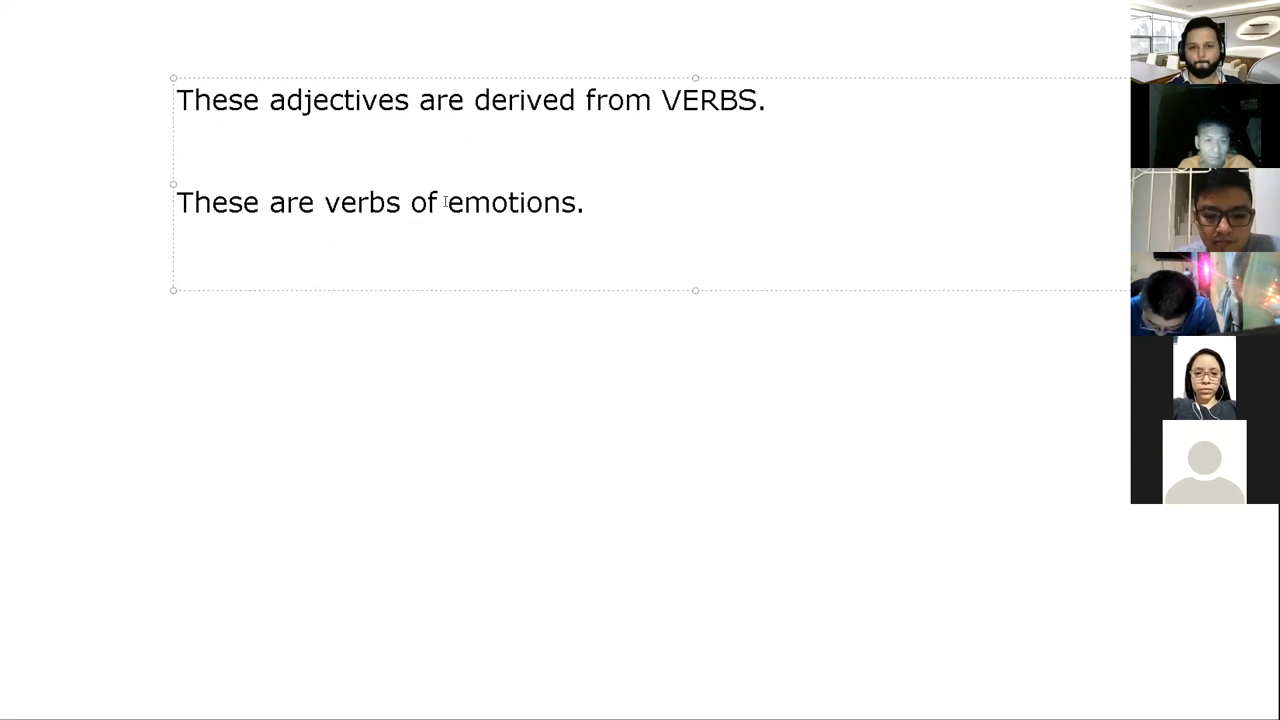 These adjectives are derived from VERBS.
These are verbs of emotions.